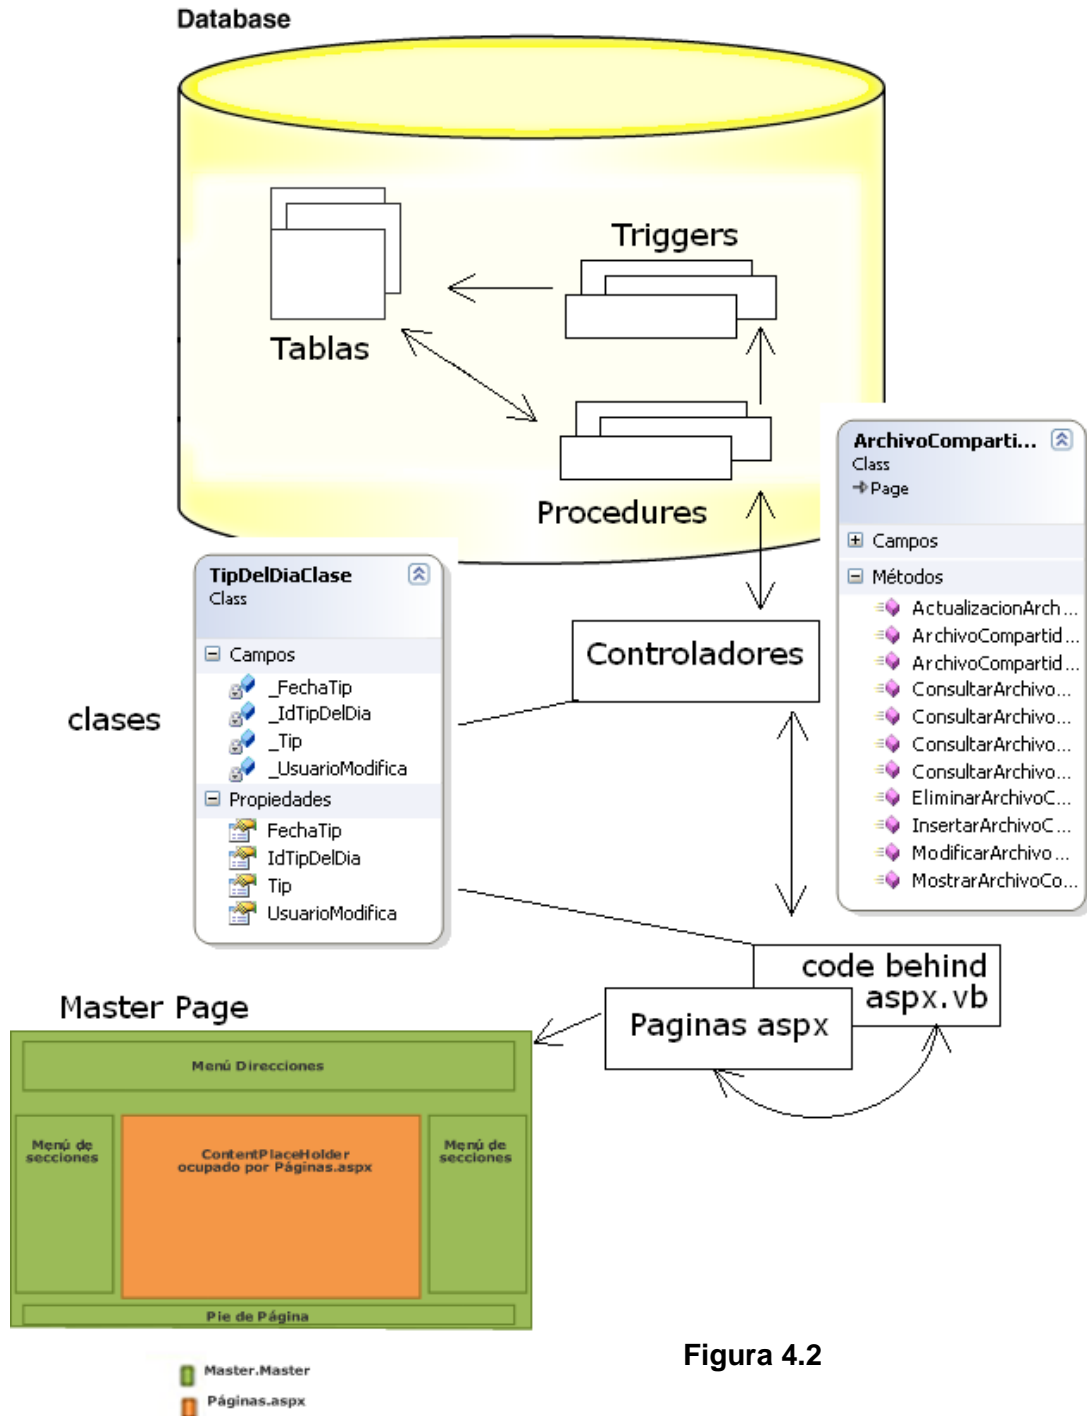 Database
Triggers
Tablas
Procedures
ArchivoComparti...
Class
Page
Campos
Métodos
ActualizacionArch...
ArchivoCompartid...
ArchivoCompartid...
ConsultarArchivo...
ConsultarArchivo...
ConsultarArchivo...
ConsultarArchivo...
EliminarArchivoC...
InsertarArchivoC...
ModificarArchivo...
MostrarArchivoCo...
TipDelDiaClase
Class
Campos
_FechaTip
_IdTipDelDia
_Tip
_UsuarioModifica
Propiedades
FechaTip
IdTipDelDia
Tip
UsuarioModifica
clases
Controladores
code behind
aspx.vb
Paginas aspx
Master Page
Menú Direcciones
Menú de
secciones
ContentPlaceHolder
ocupado por Páginas.aspx
Menú de
secciones
Pie de Página
Figura 4.2
Master.Master
Páginas.aspx